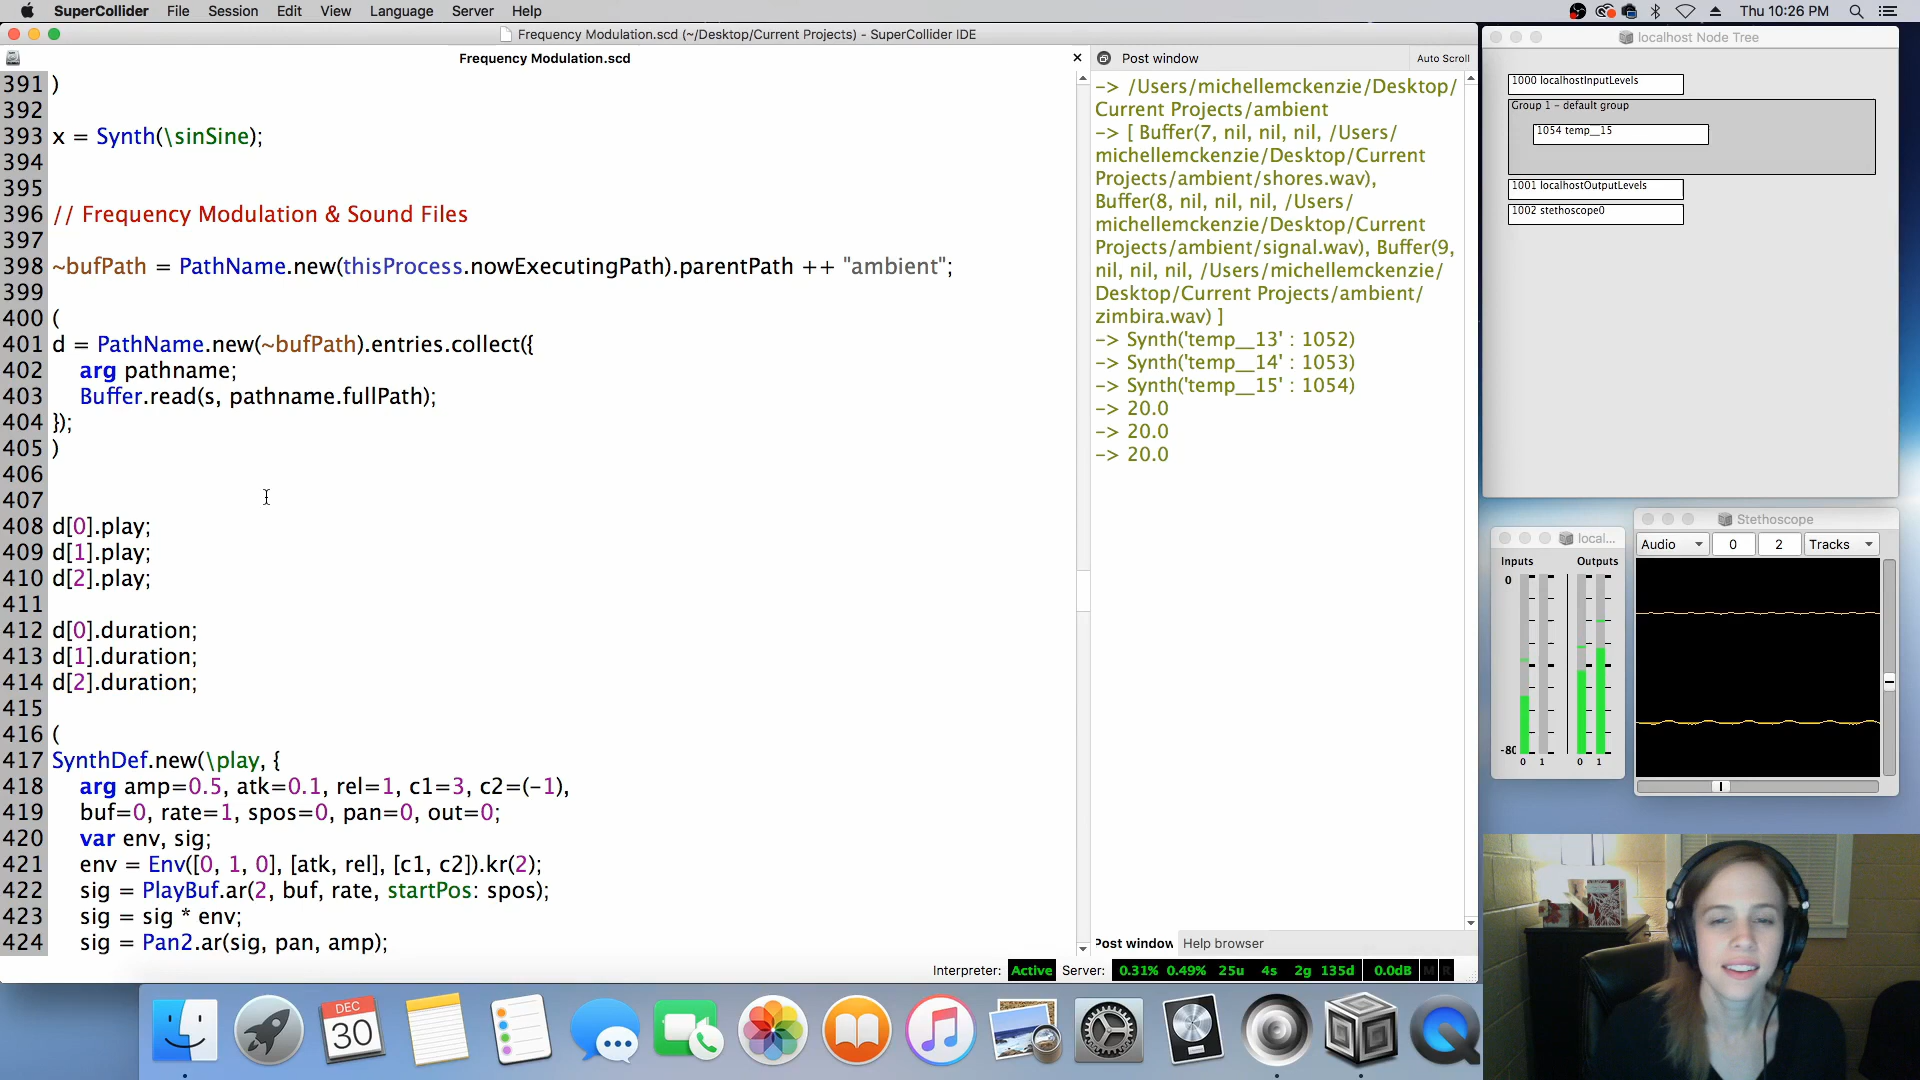 SuperCollider File Session Edit View Language Server Help Thu 10:26 PM
Frequency Modulation.scd (~/Desktop/Current Projects) - SuperCollider IDE
Frequency Modulation.scd
391 )
392
393 x = Synth(\sinSine);
394
395
396 // Frequency Modulation & Sound Files
397
398 ~bufPath = PathName.new(thisProcess.nowExecutingPath).parentPath ++ "ambient";
399
400 (
401 d = PathName.new(~bufPath).entries.collect({
402 arg pathname;
403 Buffer.read(s, pathname.fullPath);
404 });
405 )
406
407
408 d[0].play;
409 d[1].play;
410 d[2].play;
411
412 d[0].duration;
413 d[1].duration;
414 d[2].duration;
415
416 (
417 SynthDef.new(\play, {
418 arg amp=0.5, atk=0.1, rel=1, c1=3, c2=(-1),
419 buf=0, rate=1, spos=0, pan=0, out=0;
420 var env, sig;
421 env = Env([0, 1, 0], [atk, rel], [c1, c2]).kr(2);
422 sig = PlayBuf.ar(2, buf, rate, startPos: spos);
423 sig = sig * env;
424 sig = Pan2.ar(sig, pan, amp);
Post window Auto Scroll
-> /Users/michellemckenzie/Desktop/
Current Projects/ambient
-> [ Buffer(7, nil, nil, nil, /Users/
michellemckenzie/Desktop/Current
Projects/ambient/shores.wav),
Buffer(8, nil, nil, nil, /Users/
michellemckenzie/Desktop/Current
Projects/ambient/signal.wav), Buffer(9,
nil, nil, nil, /Users/michellemckenzie/
Desktop/Current Projects/ambient/
zimbira.wav) ]
-> Synth('temp__13' : 1052)
-> Synth('temp__14' : 1053)
-> Synth('temp__15' : 1054)
-> 20.0
-> 20.0
-> 20.0
Post window Help browser
Interpreter: Active Server: 0.31% 0.49% 25u 4s 2g 135d 0.0dB M R
localhost Node Tree
1000 localhostInputLevels
Group 1 - default group
1054 temp__15
1001 localhostOutputLevels
1002 stethoscope0
local...
Inputs Outputs
0
-80
0 1 0 1
Stethoscope
Audio 0 2 Tracks
DEC
30